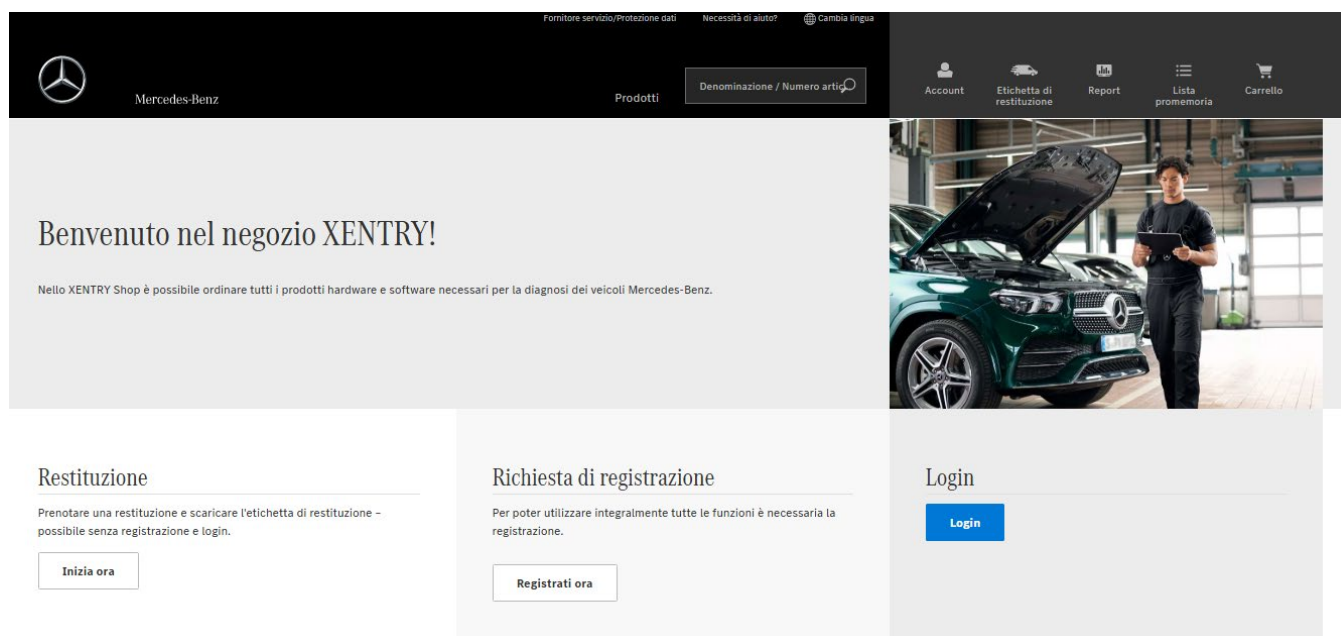 Fornitore servizio/Protezione dati Necessità di aiuto? Cambia lingua
Mercedes-Benz
Prodotti
Denominazione / Numero artic
Account
Etichetta di
restituzione
Report
Lista
promemoria
Carrello
Benvenuto nel negozio XENTRY!
Nello XENTRY Shop è possibile ordinare tutti i prodotti hardware e software necessari per la diagnosi dei veicoli Mercedes-Benz.
Restituzione
Prenotare una restituzione e scaricare l'etichetta di restituzione –
possibile senza registrazione e login.
Inizia ora
Richiesta di registrazione
Per poter utilizzare integralmente tutte le funzioni è necessaria la
registrazione.
Registrati ora
Login
Login